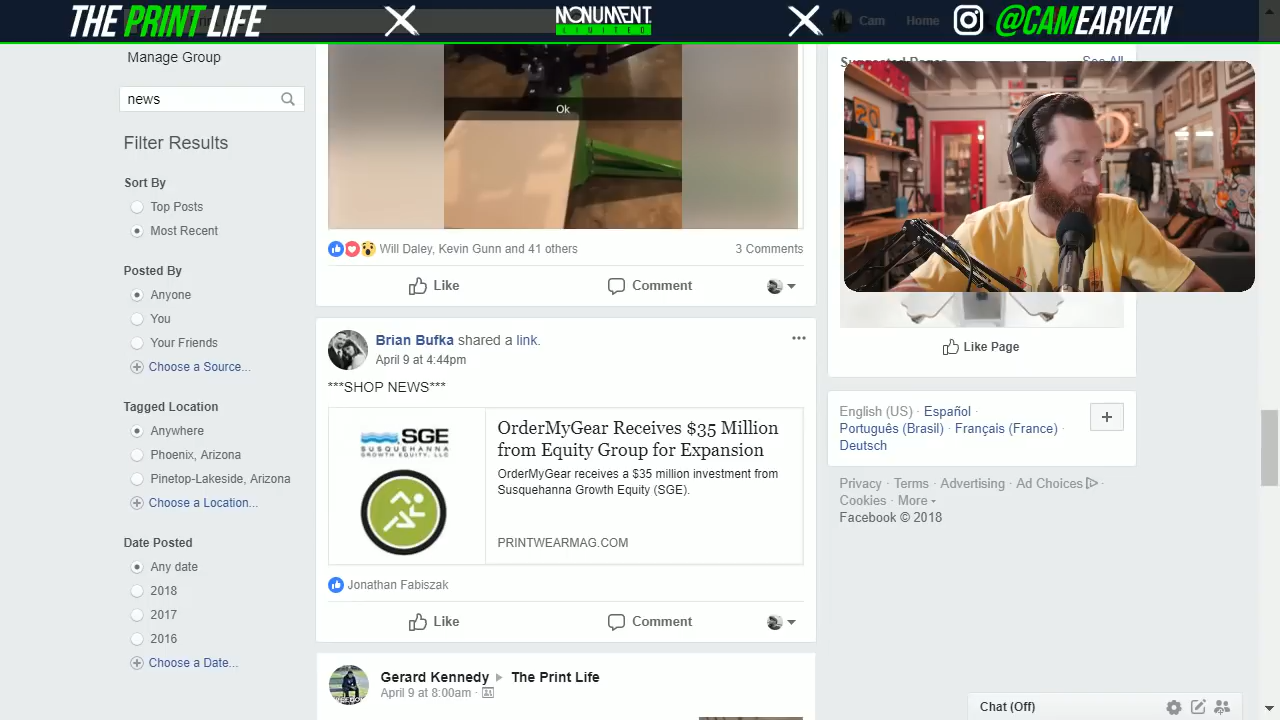 THE PRINT LIFE
MONUMENT
LIMITED
Cam
Home
@CAMEARVEN
Manage Group
news
Filter Results
Sort By
Top Posts
Most Recent
Posted By
Anyone
You
Your Friends
Choose a Source...
Tagged Location
Anywhere
Phoenix, Arizona
Pinetop-Lakeside, Arizona
Choose a Location...
Date Posted
Any date
2018
2017
2016
Choose a Date...
Ok
Will Daley, Kevin Gunn and 41 others
3 Comments
Like
Comment
Brian Bufka shared a link.
April 9 at 4:44pm
***SHOP NEWS***
SGE
SUSQUEHANNA
GROWTH EQUITY, LLC
OrderMyGear Receives $35 Million
from Equity Group for Expansion
OrderMyGear receives a $35 million investment from
Susquehanna Growth Equity (SGE).
PRINTWEARMAG.COM
Jonathan Fabiszak
Like
Comment
Gerard Kennedy
The Print Life
April 9 at 8:00am ·
Suggested Pages
See All
Like Page
English (US) · Español ·
Português (Brasil) · Français (France) ·
Deutsch
Privacy · Terms · Advertising · Ad Choices ·
Cookies · More
Facebook © 2018
Chat (Off)